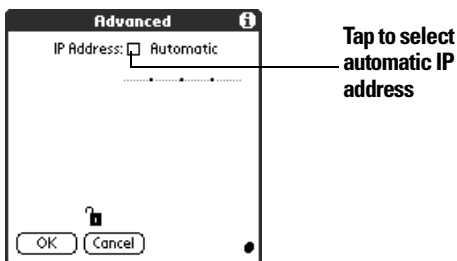 Advanced
IP Address: Automatic
Tap to select
automatic IP
address
OK
Cancel